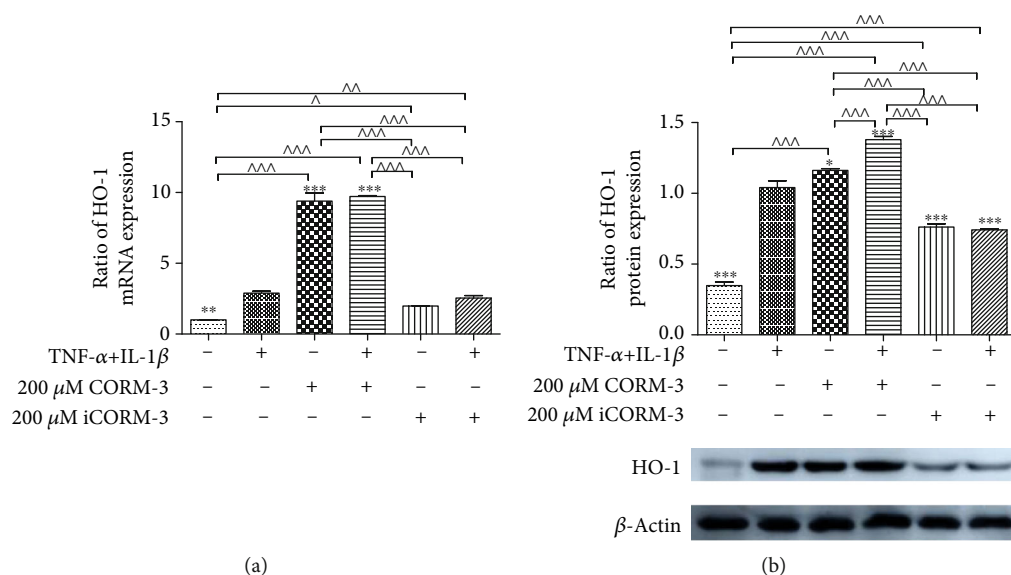 ^^
^
^^^
^^^
^^^
^^^
^^^
^^^
15
10
5
0
Ratio of HO-1
mRNA expression
**
***
***
TNF-α+IL-1β − + − + − +
200 μM CORM-3 − − + + − −
200 μM iCORM-3 − − − − + +
(a)
^^^
^^^
^^^
^^^
^^^
^^^
^^^
^^^
^^^
1.5
1.0
0.5
0.0
Ratio of HO-1
protein expression
***
*
***
***
***
TNF-α+IL-1β − + − + − +
200 μM CORM-3 − − + + − −
200 μM iCORM-3 − − − − + +
HO-1
β-Actin
(b)